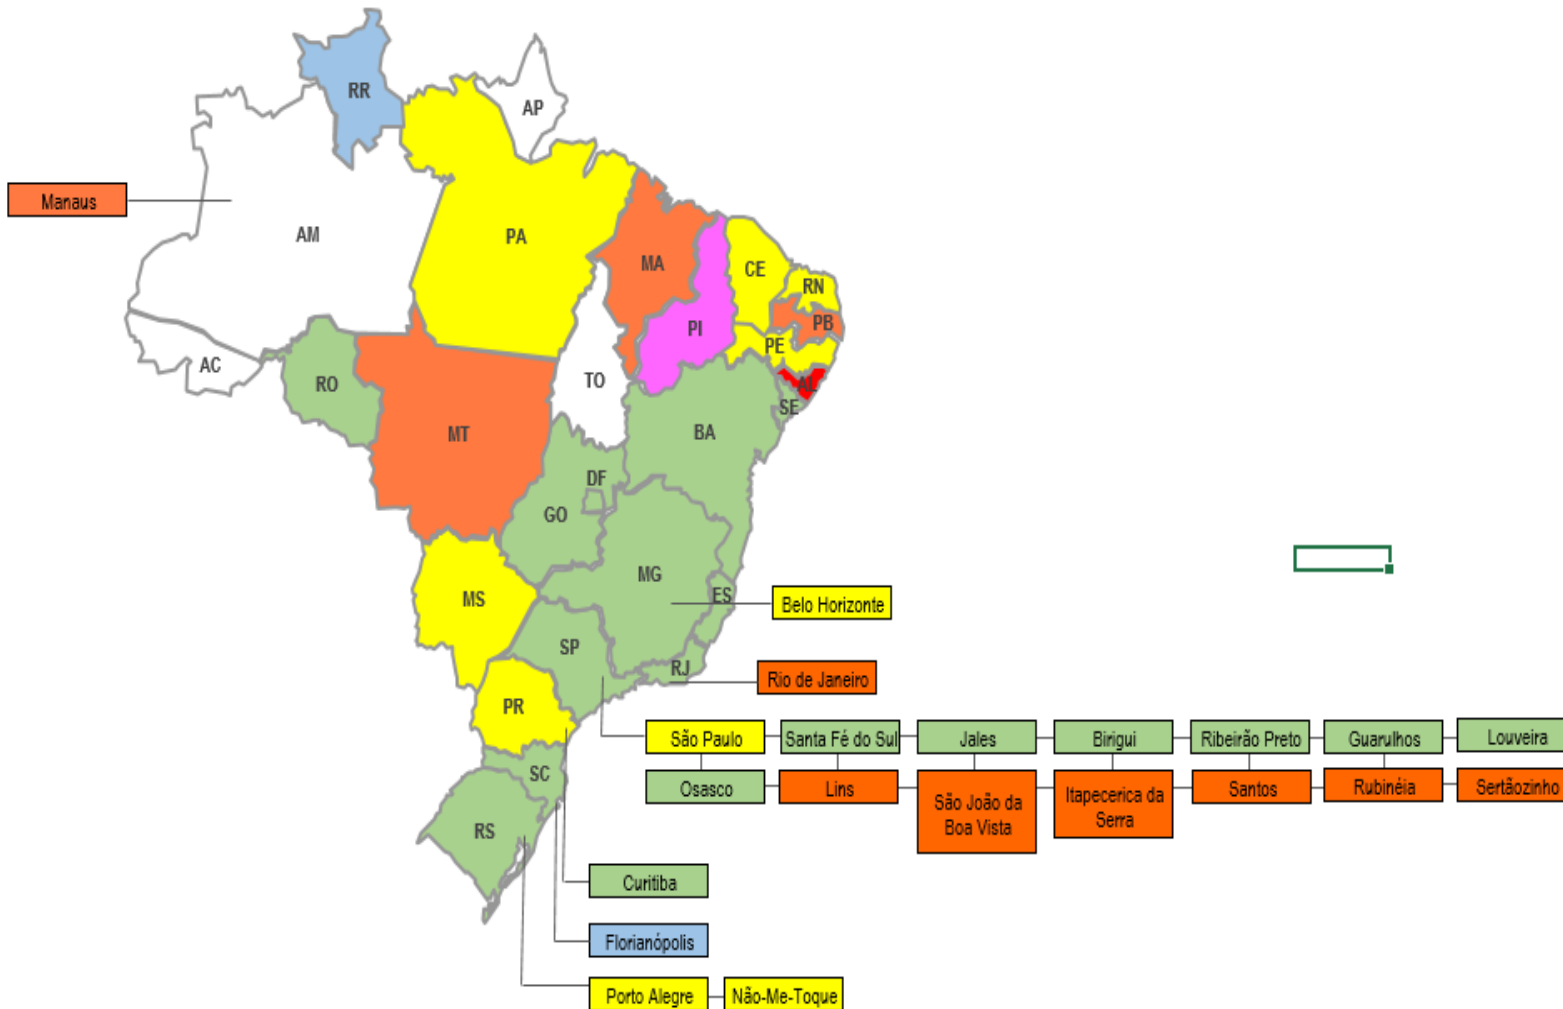 RR
AP
Manaus
AM
PA
MA
CE
RN
PI
PB
PE
AC
RO
TO
AL
SE
MT
BA
DF
GO
MG
MS
ES
Belo Horizonte
SP
RJ
Rio de Janeiro
PR
São Paulo
Santa Fé do Sul
Jales
Birigui
Ribeirão Preto
Guarulhos
Louveira
SC
Osasco
Lins
São João da
Boa Vista
Itapecerica da
Serra
Santos
Rubinéia
Sertãozinho
RS
Curitiba
Florianópolis
Porto Alegre
Não-Me-Toque